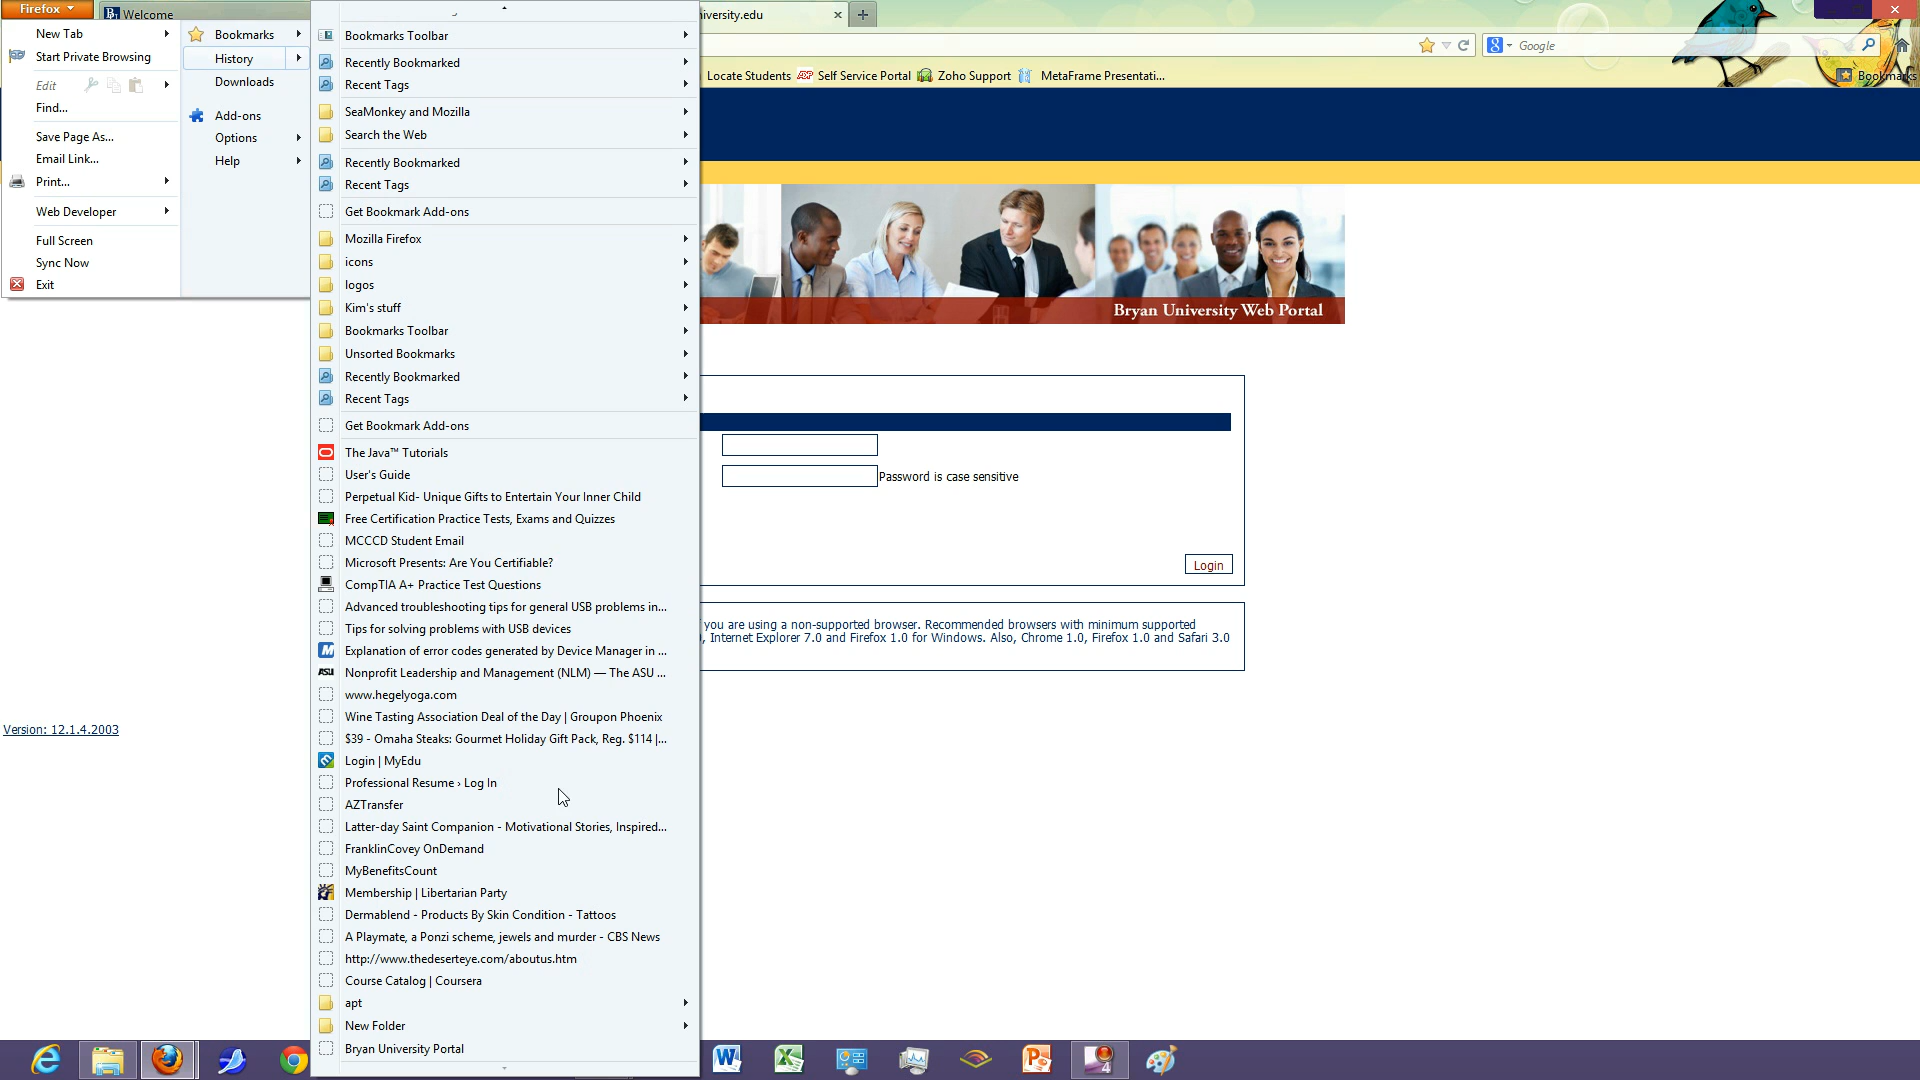 Firefox
Welcome
iversity.edu
New Tab
Start Private Browsing
Edit
Find...
Save Page As...
Email Link...
Print...
Web Developer
Full Screen
Sync Now
Exit
Bookmarks
History
Downloads
Add-ons
Options
Help
Bookmarks Toolbar
Recently Bookmarked
Recent Tags
SeaMonkey and Mozilla
Search the Web
Recently Bookmarked
Recent Tags
Get Bookmark Add-ons
Mozilla Firefox
icons
logos
Kim's stuff
Bookmarks Toolbar
Unsorted Bookmarks
Recently Bookmarked
Recent Tags
Get Bookmark Add-ons
The Java™ Tutorials
User's Guide
Perpetual Kid- Unique Gifts to Entertain Your Inner Child
Free Certification Practice Tests, Exams and Quizzes
MCCCD Student Email
Microsoft Presents: Are You Certifiable?
CompTIA A+ Practice Test Questions
Advanced troubleshooting tips for general USB problems in...
Tips for solving problems with USB devices
Explanation of error codes generated by Device Manager in ...
ASU Nonprofit Leadership and Management (NLM) — The ASU ...
www.hegelyoga.com
Wine Tasting Association Deal of the Day | Groupon Phoenix
$39 - Omaha Steaks: Gourmet Holiday Gift Pack, Reg. $114 |...
Login | MyEdu
Professional Resume › Log In
AZTransfer
Latter-day Saint Companion - Motivational Stories, Inspired...
FranklinCovey OnDemand
MyBenefitsCount
Membership | Libertarian Party
Dermablend - Products By Skin Condition - Tattoos
A Playmate, a Ponzi scheme, jewels and murder - CBS News
http://www.thedeserteye.com/aboutus.htm
Course Catalog | Coursera
apt
New Folder
Bryan University Portal
Google
Locate Students ADP Self Service Portal Zoho Support MetaFrame Presentati...
Bookmarks
Bryan University Web Portal
Password is case sensitive
Login
you are using a non-supported browser. Recommended browsers with minimum supported
, Internet Explorer 7.0 and Firefox 1.0 for Windows. Also, Chrome 1.0, Firefox 1.0 and Safari 3.0
Version: 12.1.4.2003
4